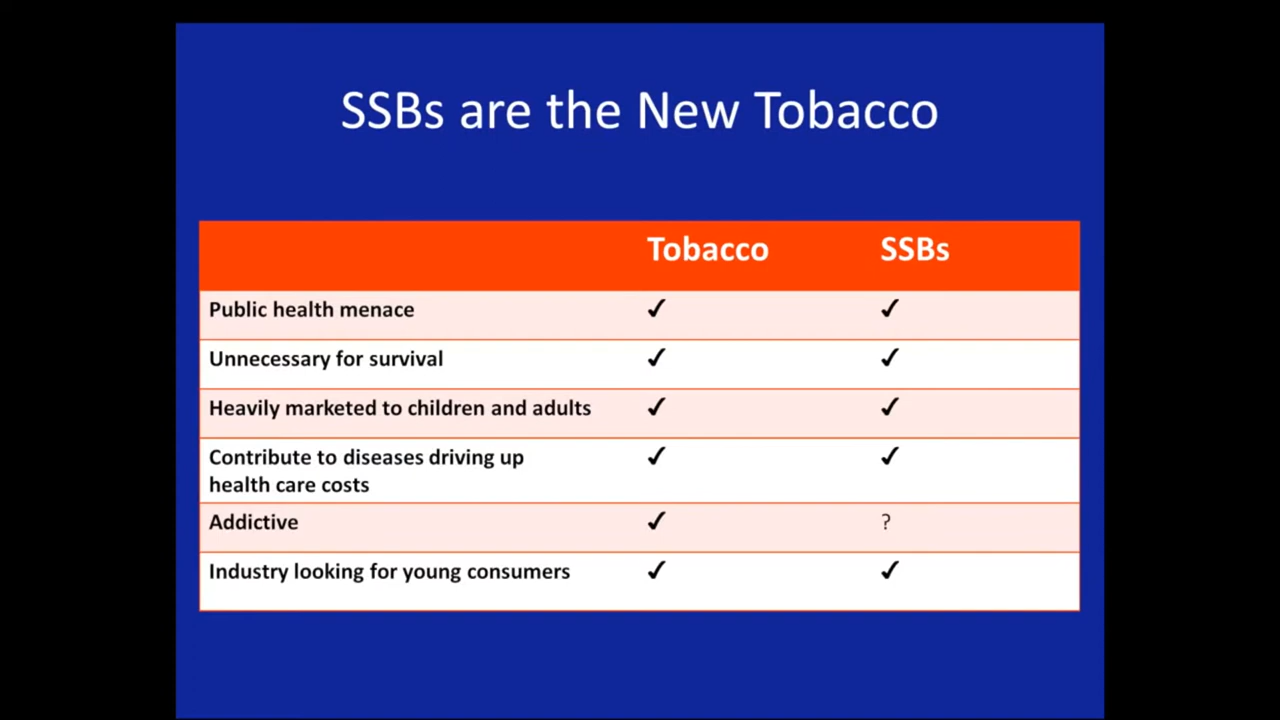 SSBs are the New Tobacco
Tobacco SSBs
Public health menace ✓ ✓
Unnecessary for survival ✓ ✓
Heavily marketed to children and adults ✓ ✓
Contribute to diseases driving up ✓ ✓
health care costs
Addictive ✓ ?
Industry looking for young consumers ✓ ✓